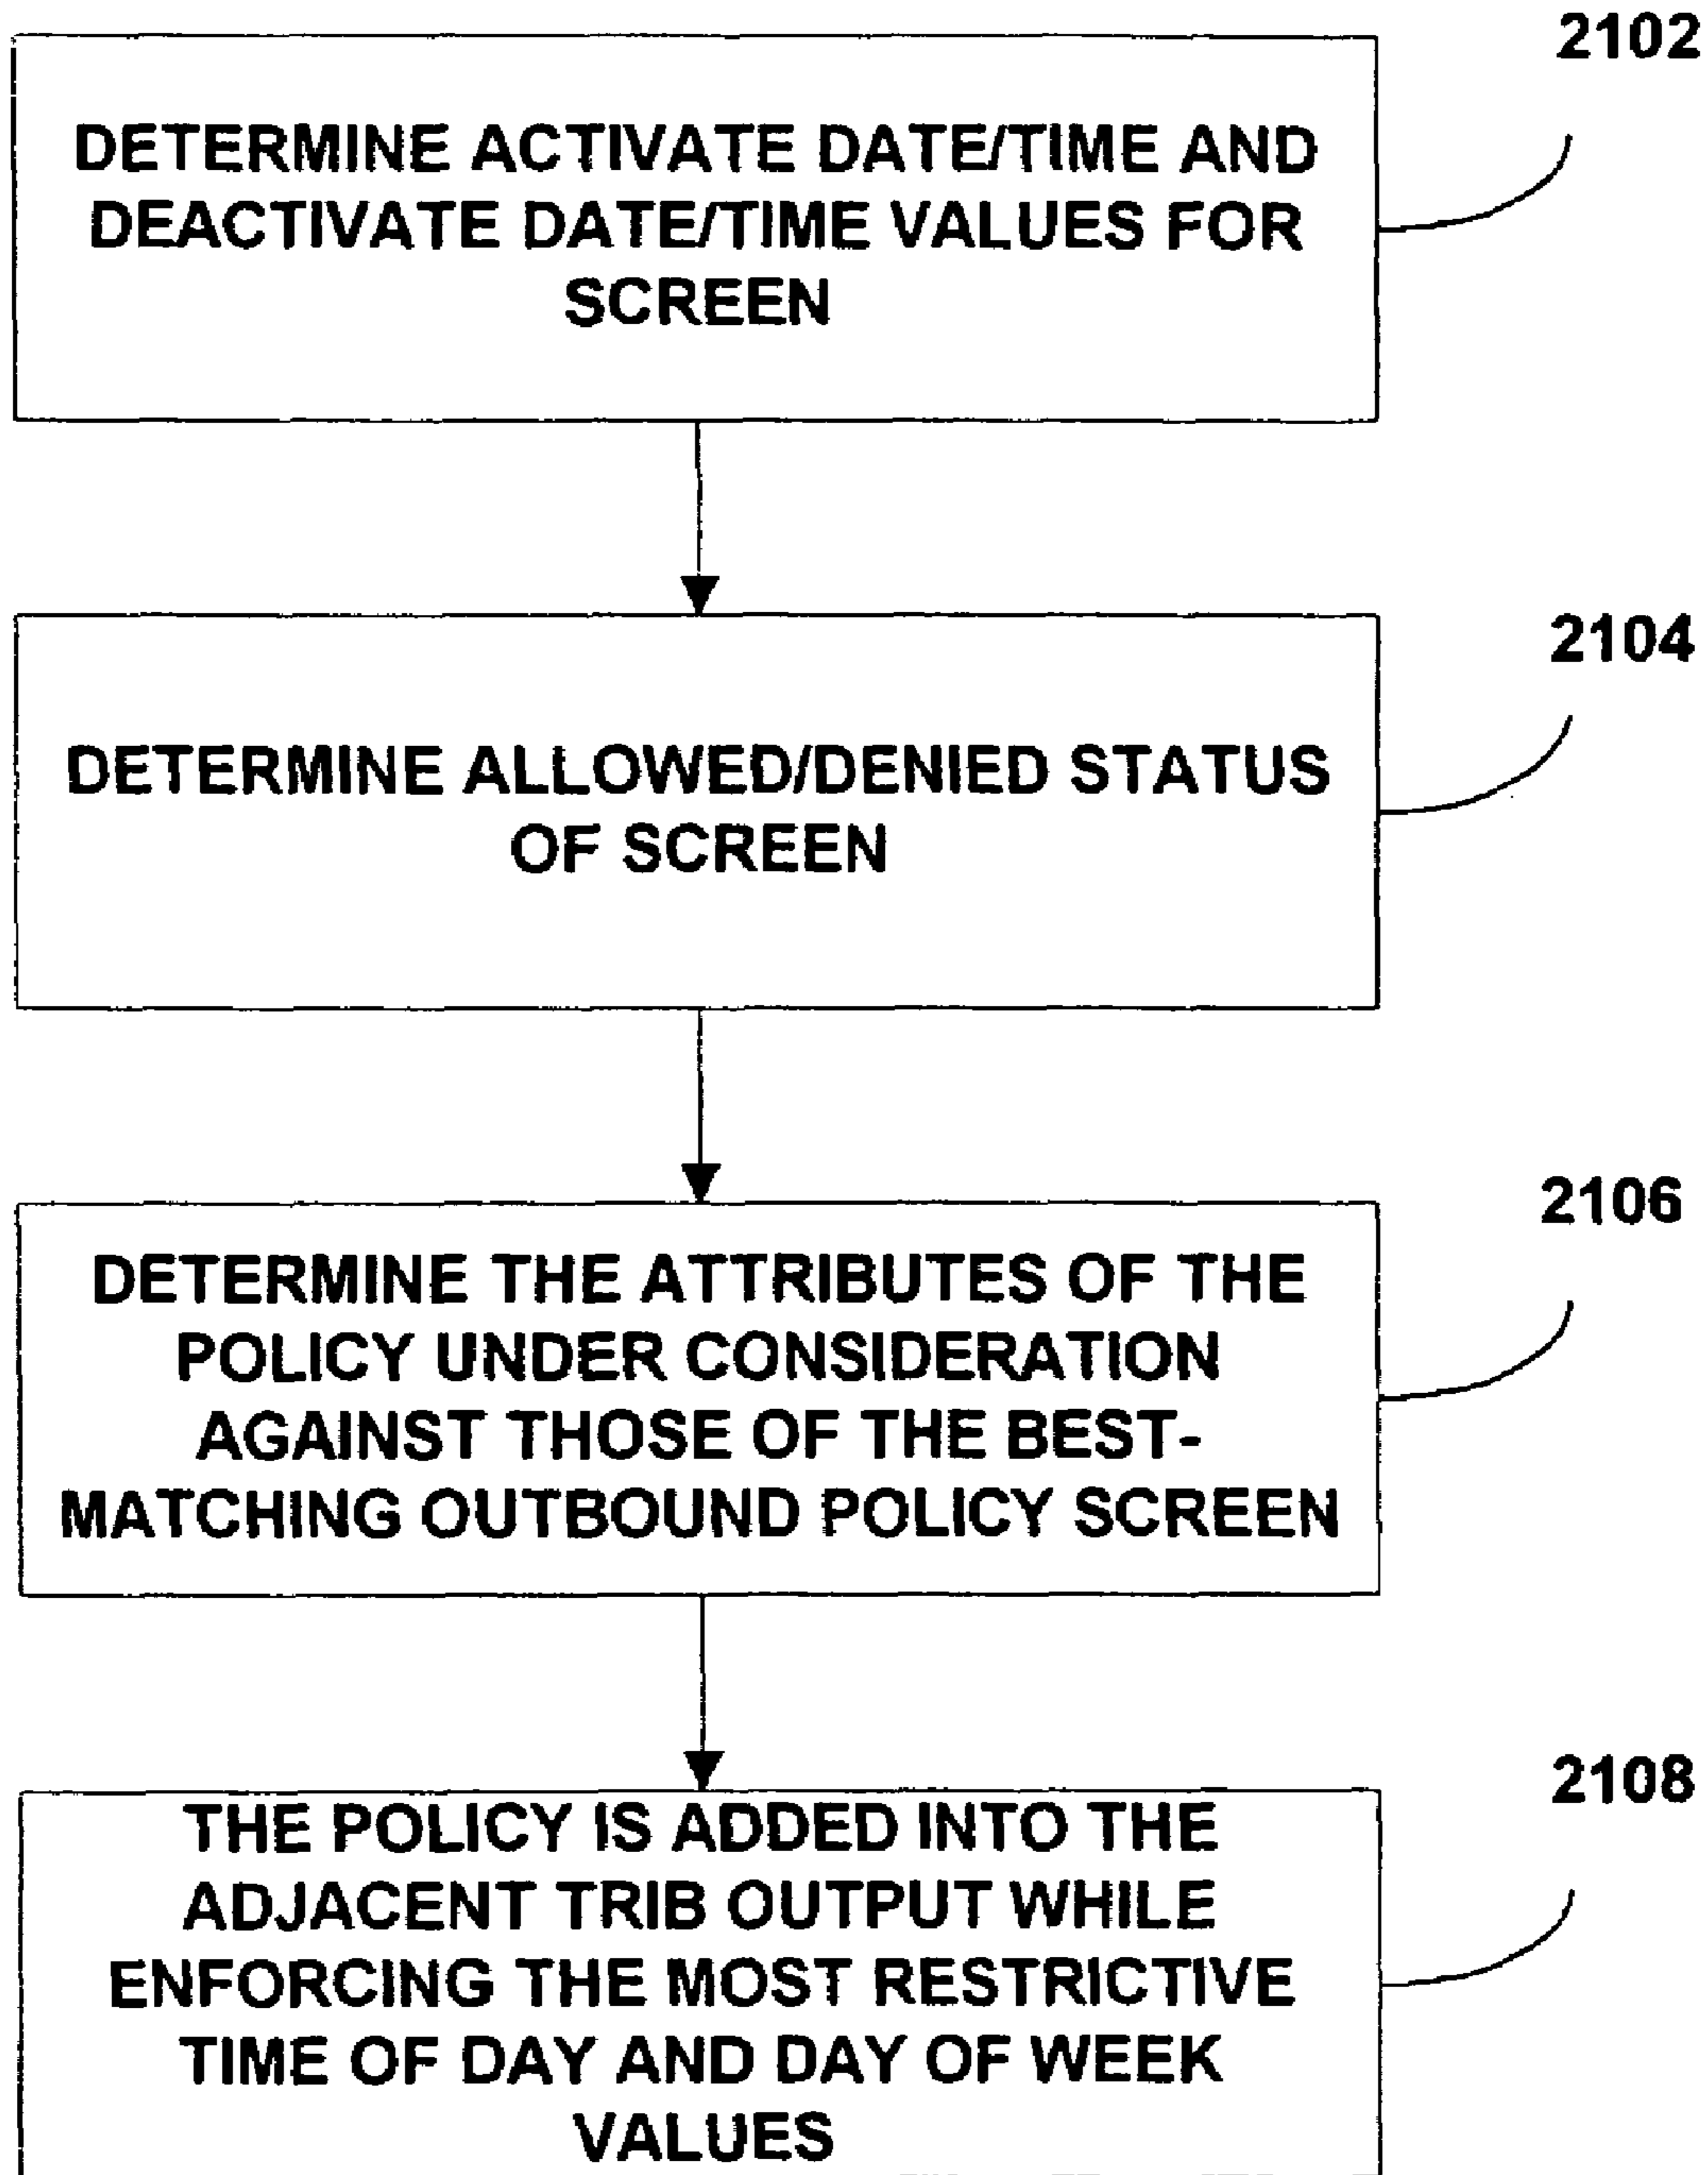 2102
DETERMINE ACTIVATE DATE/TIME AND
DEACTIVATE DATE/TIME VALUES FOR
SCREEN
2104
DETERMINE ALLOWED/DENIED STATUS
OF SCREEN
2106
DETERMINE THE ATTRIBUTES OF THE
POLICY UNDER CONSIDERATION
AGAINST THOSE OF THE BEST-
MATCHING OUTBOUND POLICY SCREEN
2108
THE POLICY IS ADDED INTO THE
ADJACENT TRIB OUTPUT WHILE
ENFORCING THE MOST RESTRICTIVE
TIME OF DAY AND DAY OF WEEK
VALUES